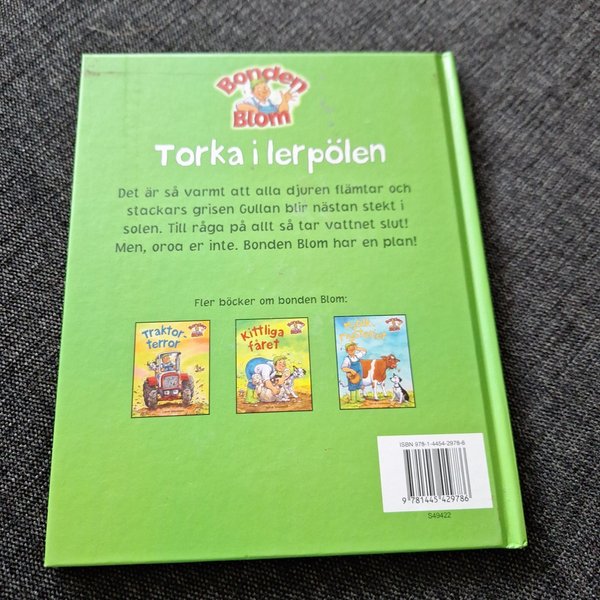 Bonden
Blom
Torka i lerpölen
Det är så varmt att alla djuren flämtar och
stackars grisen Gullan blir nästan stekt i
solen. Till råga på allt så tar vattnet slut!
Men, oroa er inte. Bonden Blom har en plan!
Fler böcker om bonden Blom:
Traktor-
terror
Kittliga
fåret
ISBN 978-1-4454-2978-6
9 781445 429786
S49422